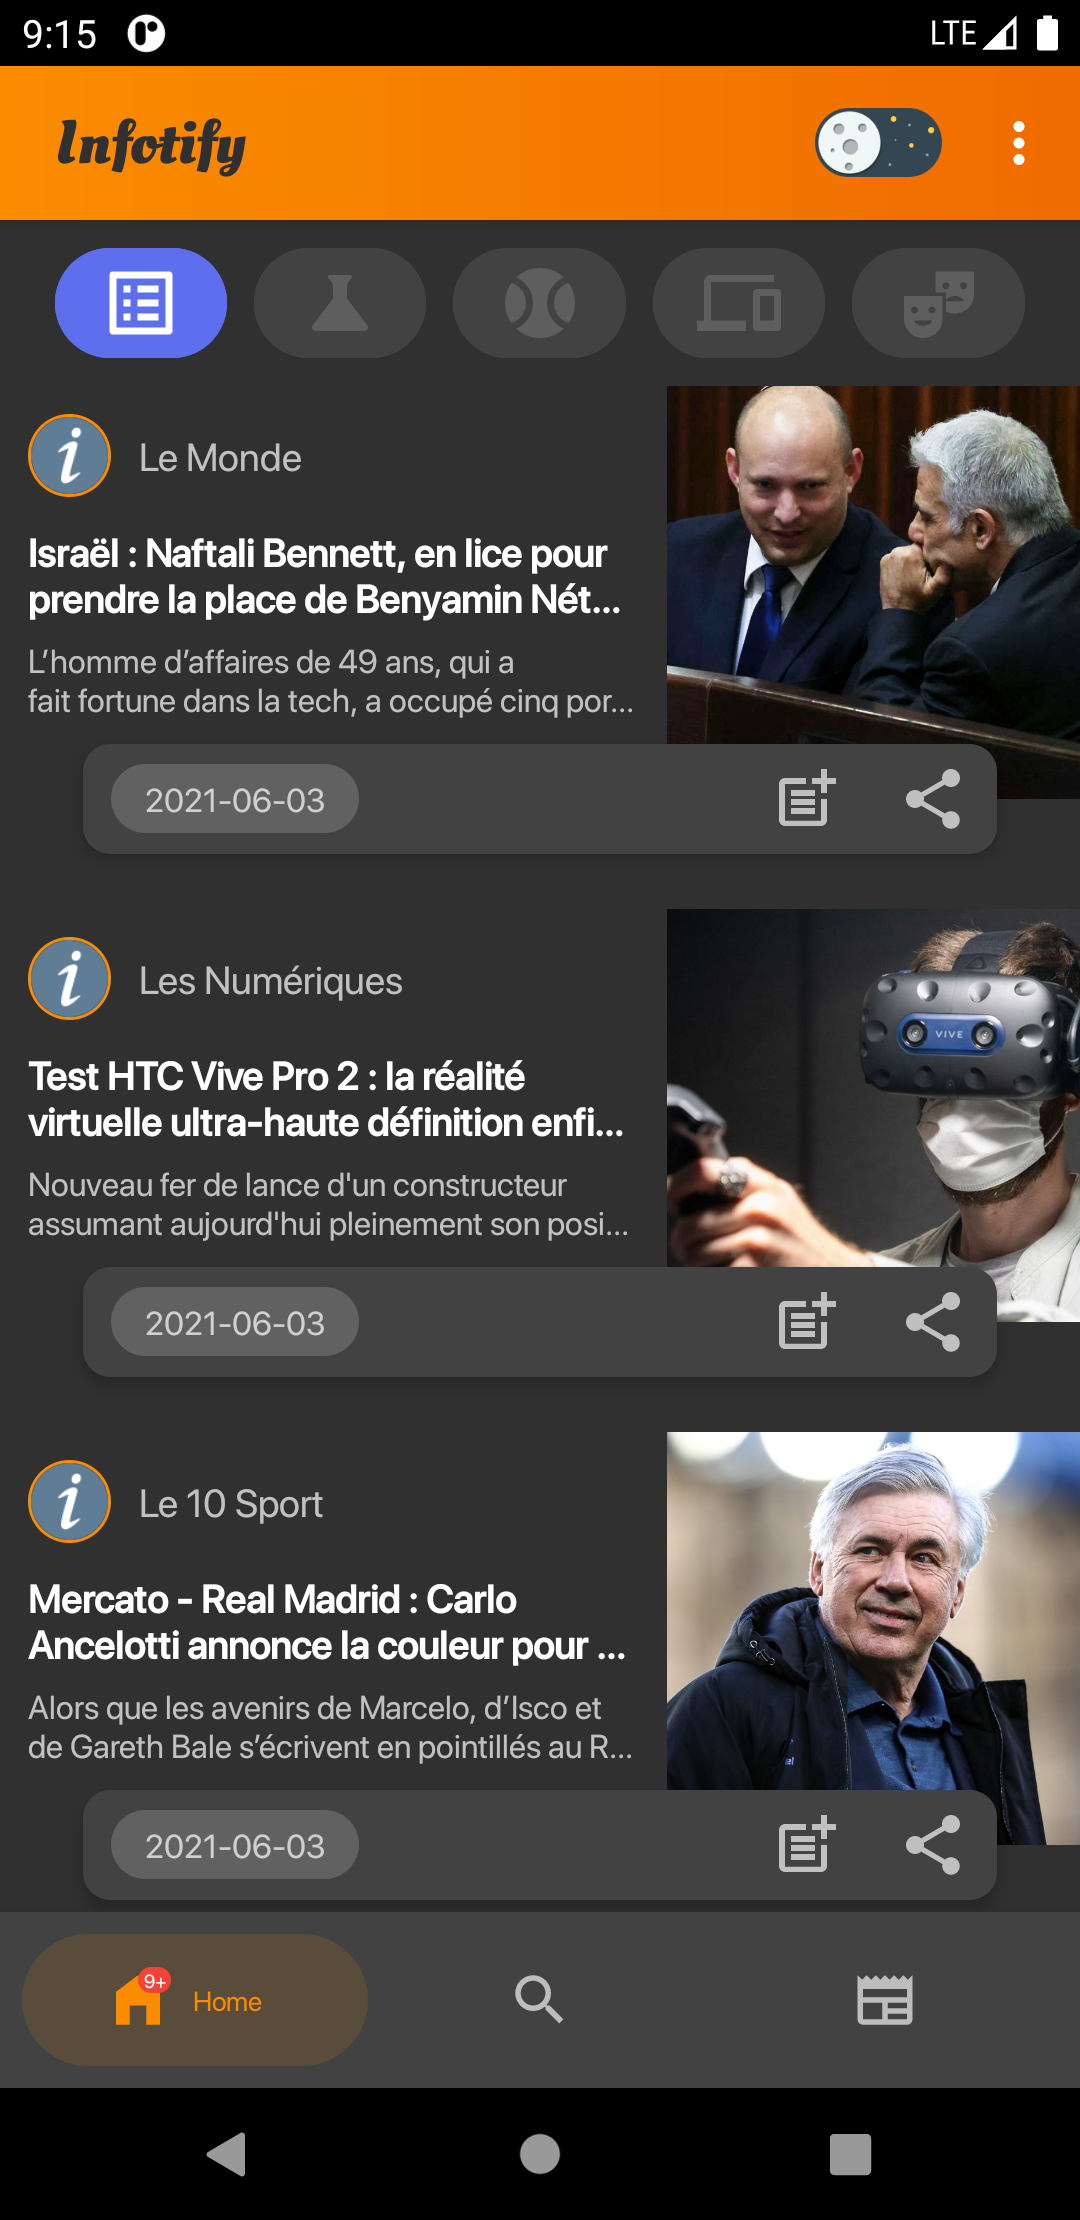 9:15
LTE
Infotify
Le Monde
Israël : Naftali Bennett, en lice pour
prendre la place de Benyamin Nét...
L’homme d’affaires de 49 ans, qui a
fait fortune dans la tech, a occupé cinq por...
2021-06-03
Les Numériques
VIVE
Test HTC Vive Pro 2 : la réalité
virtuelle ultra-haute définition enfi...
Nouveau fer de lance d'un constructeur
assumant aujourd'hui pleinement son posi...
2021-06-03
Le 10 Sport
Mercato - Real Madrid : Carlo
Ancelotti annonce la couleur pour ...
Alors que les avenirs de Marcelo, d’Isco et
de Gareth Bale s’écrivent en pointillés au R...
2021-06-03
9+
Home